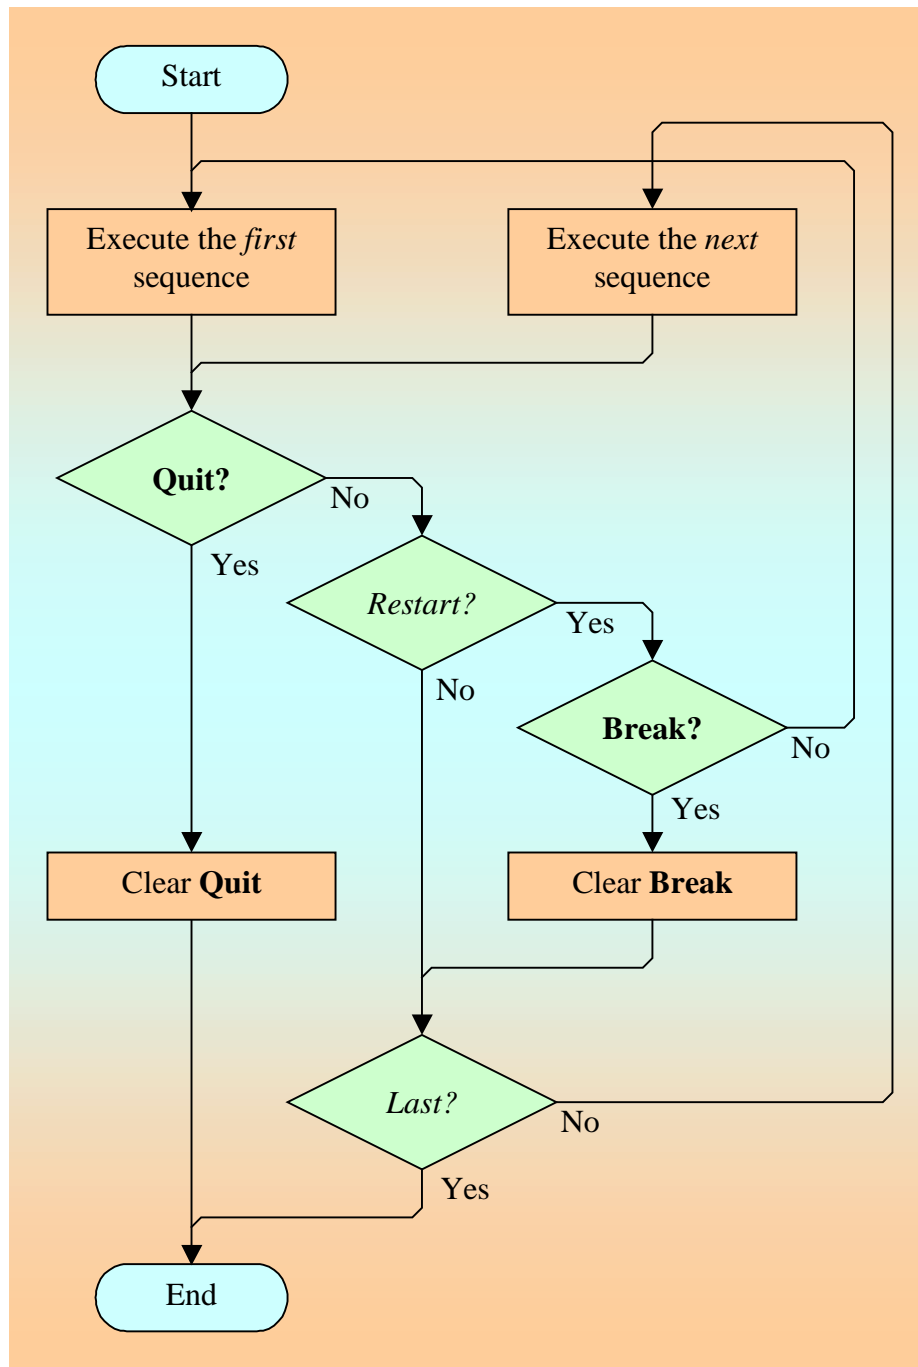 Start
Execute the first
sequence
Execute the next
sequence
Quit?
No
Yes
Restart?
Yes
No
Break?
No
Yes
Clear Quit
Clear Break
Last?
No
Yes
End